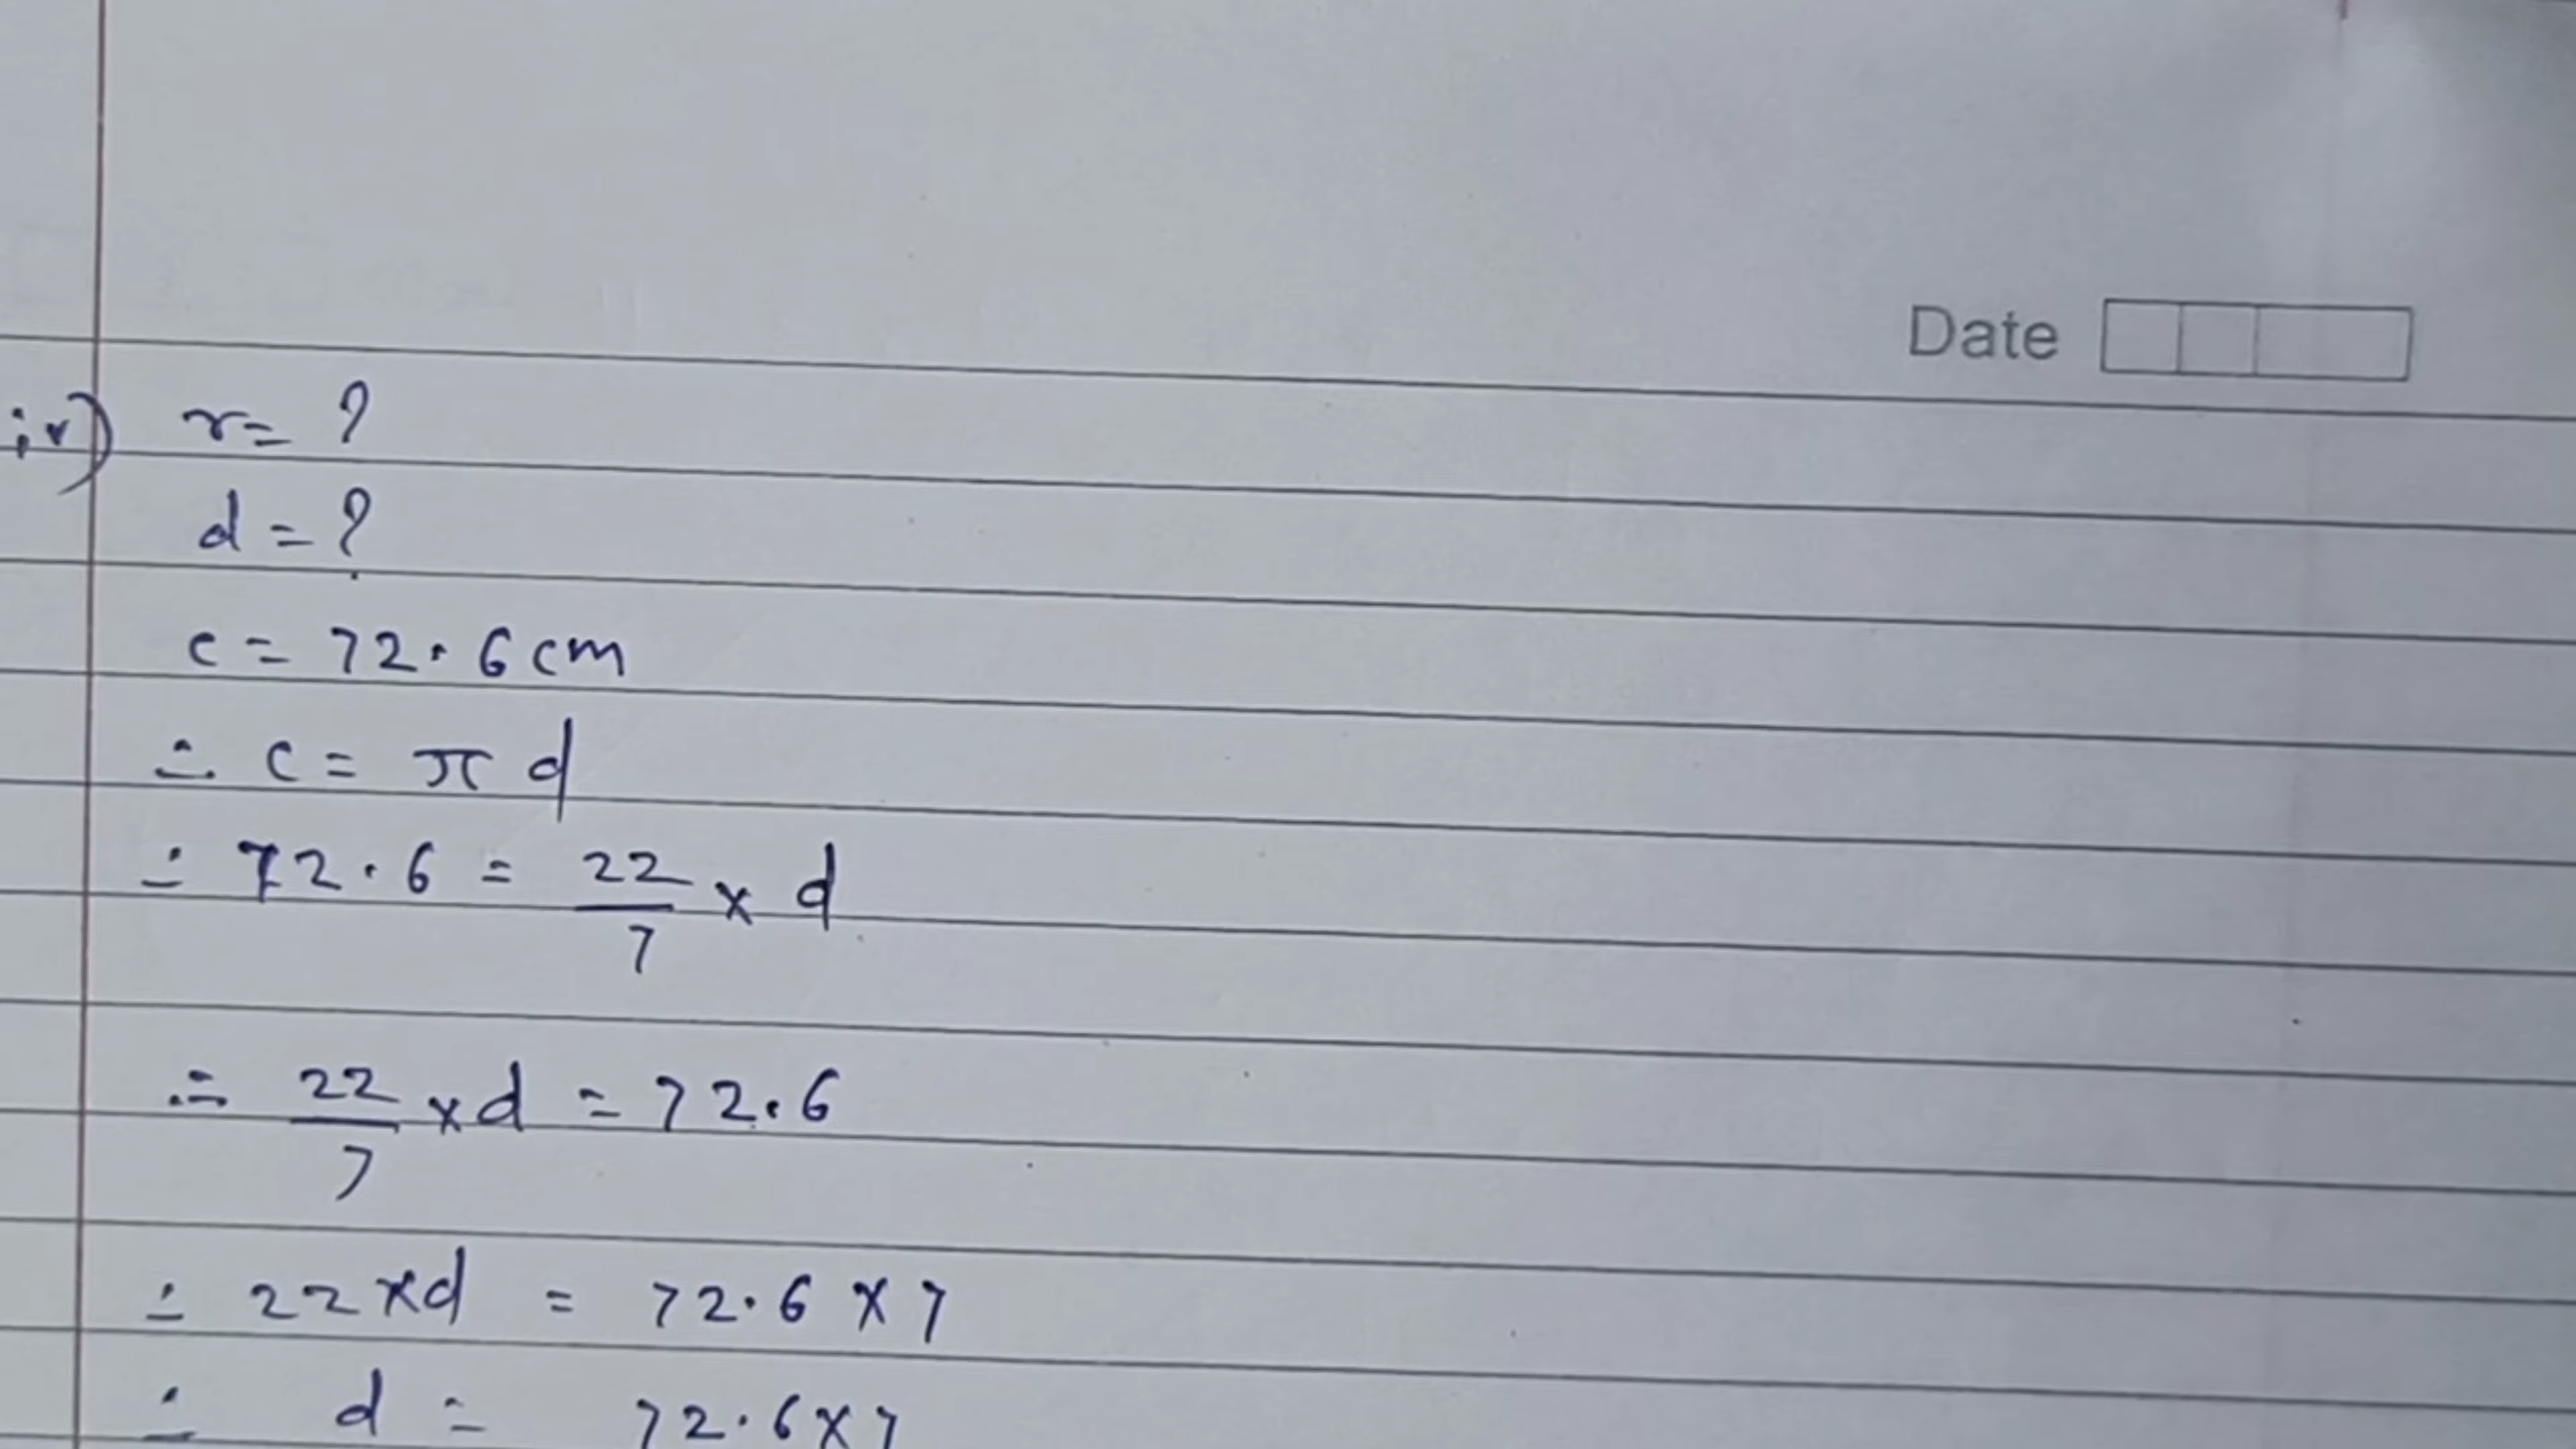 Date
iv) r = ?
d = ?
c = 72.6 cm
∴ c = π d
∴ 72.6 = 22/7 x d
∴ 22/7 x d = 72.6
∴ 22 x d = 72.6 x 7
∴ d = 72.6 x 7